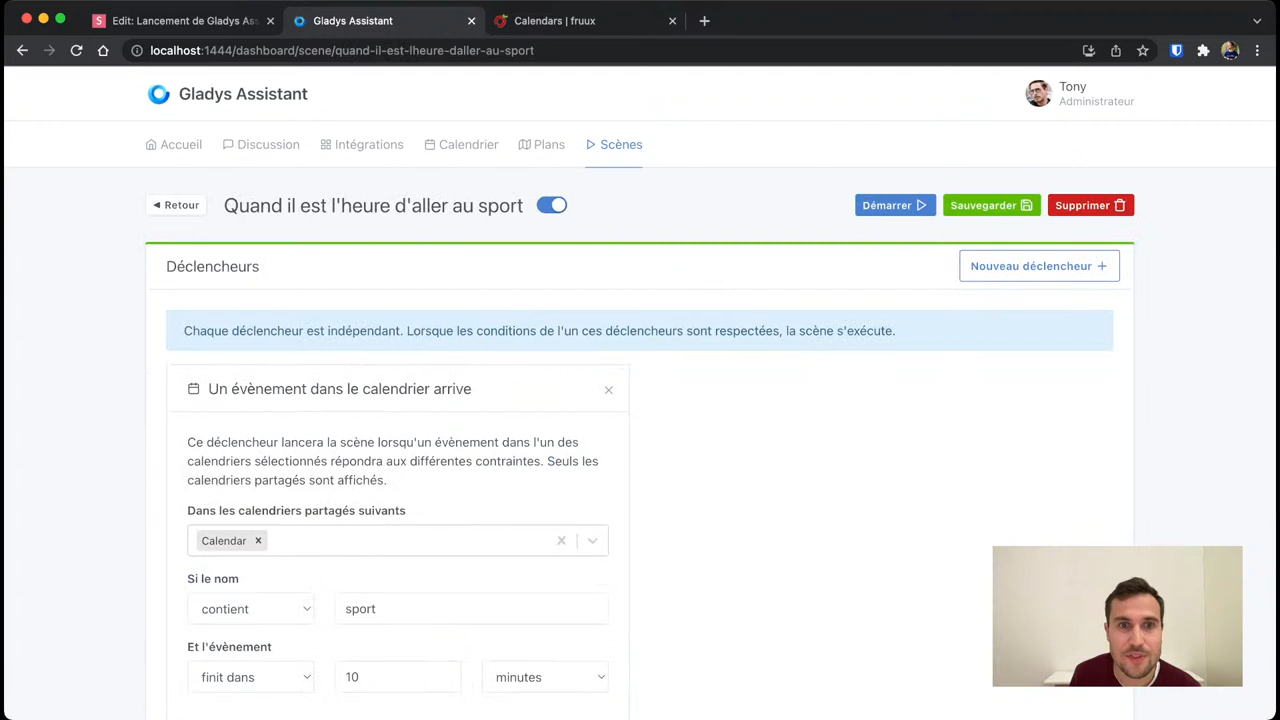 Edit: Lancement de Gladys Ass
Gladys Assistant
Calendars | fruux
localhost:1444/dashboard/scene/quand-il-est-lheure-daller-au-sport
Gladys Assistant
Tony
Administrateur
Accueil
Discussion
Intégrations
Calendrier
Plans
Scènes
Retour
Quand il est l'heure d'aller au sport
Démarrer
Sauvegarder
Supprimer
Déclencheurs
Nouveau déclencheur +
Chaque déclencheur est indépendant. Lorsque les conditions de l'un ces déclencheurs sont respectées, la scène s'exécute.
Un évènement dans le calendrier arrive
Ce déclencheur lancera la scène lorsqu'un évènement dans l'un des
calendriers sélectionnés répondra aux différentes contraintes. Seuls les
calendriers partagés sont affichés.
Dans les calendriers partagés suivants
Calendar
Si le nom
contient
sport
Et l'évènement
finit dans
10
minutes